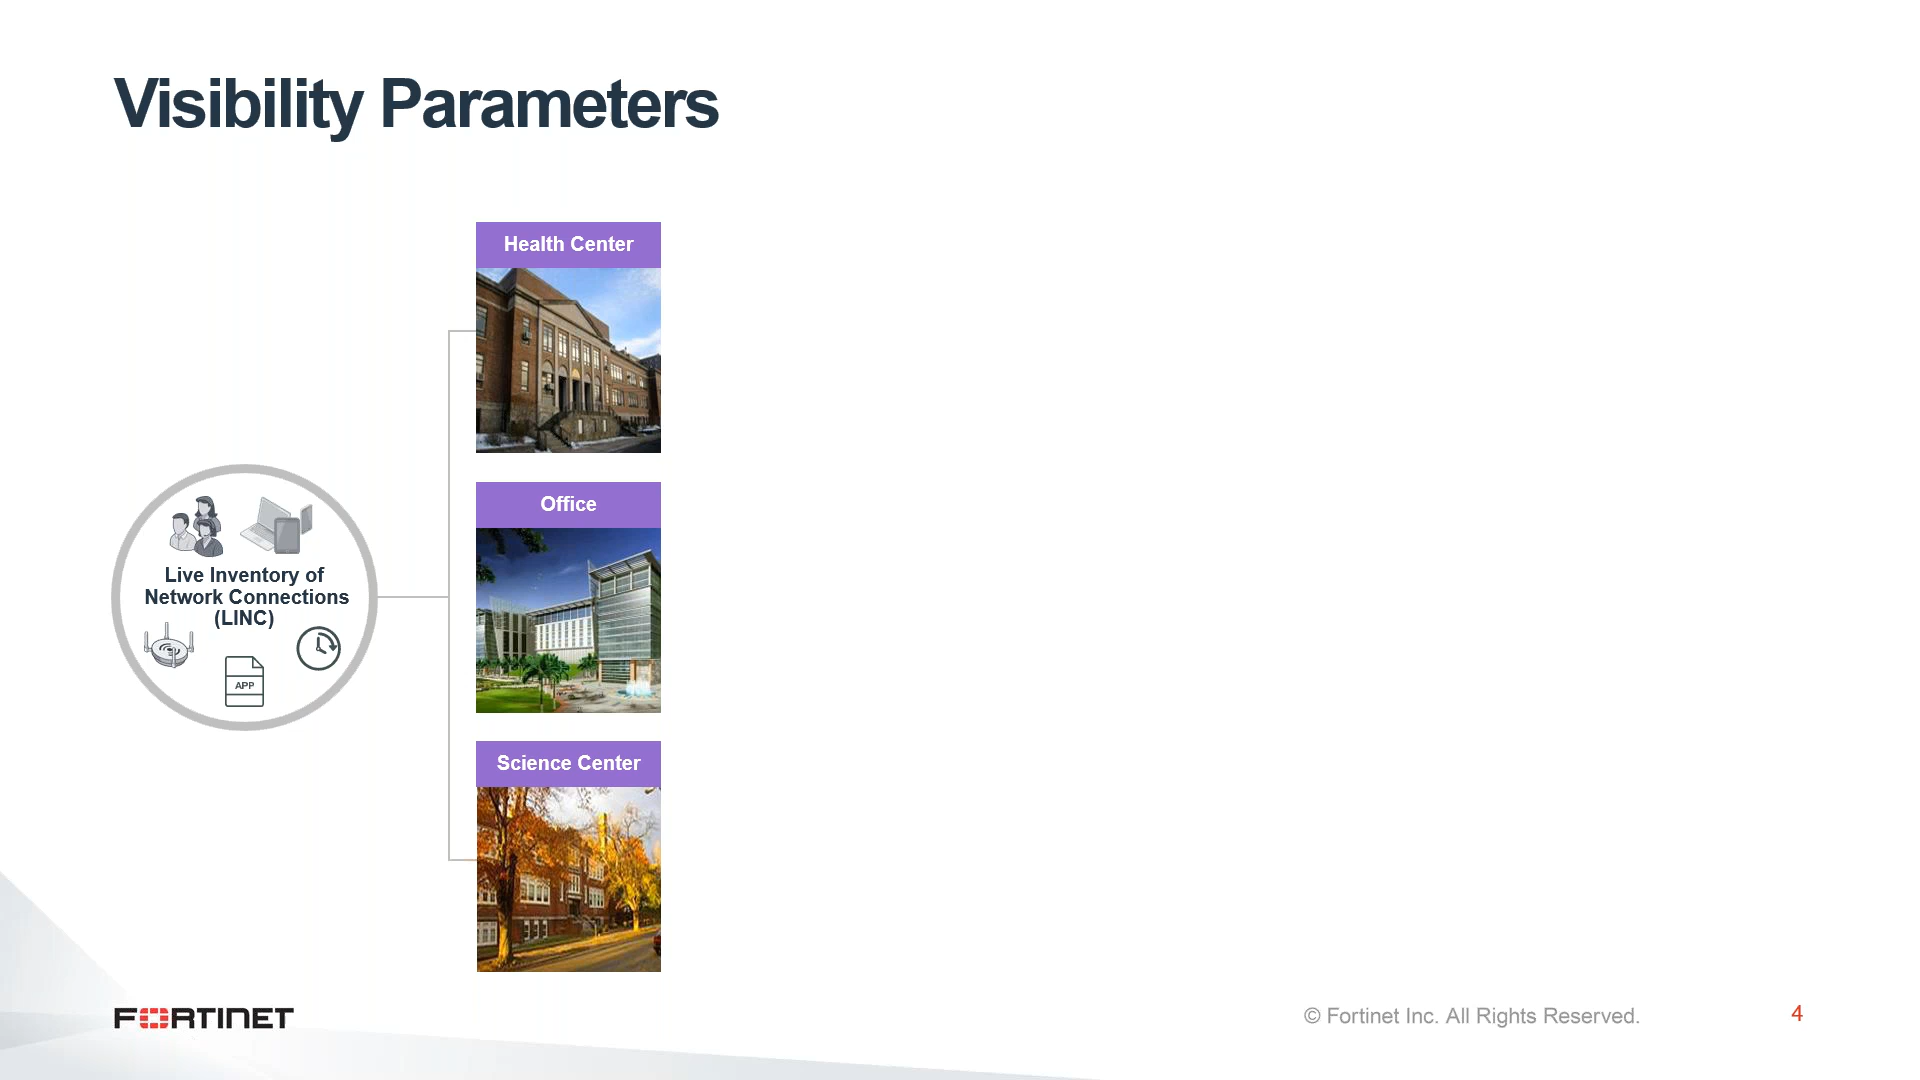 Visibility Parameters
Health Center
Office
Live Inventory of
Network Connections
(LINC)
APP
Science Center
FORTINET
© Fortinet Inc. All Rights Reserved.
4